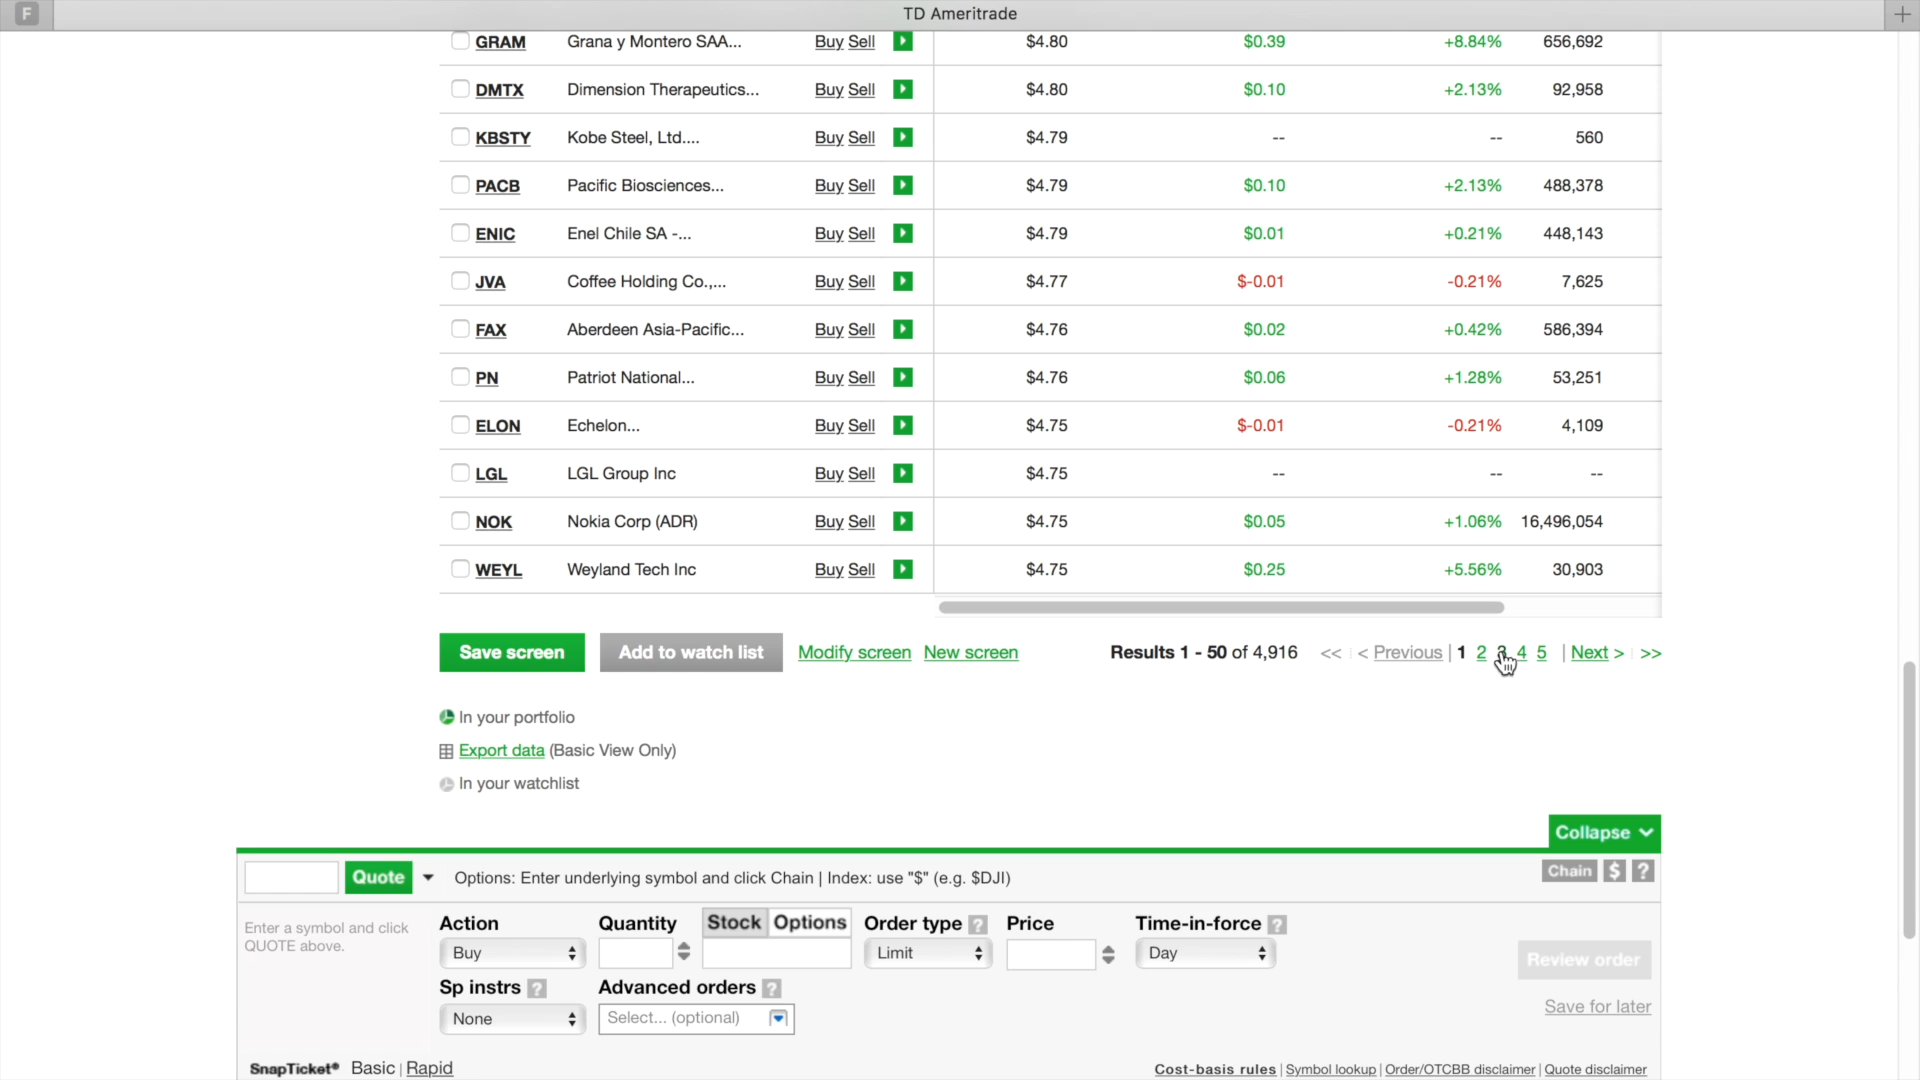 F
TD Ameritrade
GRAM Grana y Montero SAA... Buy Sell $4.80 $0.39 +8.84% 656,692
DMTX Dimension Therapeutics... Buy Sell $4.80 $0.10 +2.13% 92,958
KBSTY Kobe Steel, Ltd.... Buy Sell $4.79 -- -- 560
PACB Pacific Biosciences... Buy Sell $4.79 $0.10 +2.13% 488,378
ENIC Enel Chile SA -... Buy Sell $4.79 $0.01 +0.21% 448,143
JVA Coffee Holding Co.,... Buy Sell $4.77 $-0.01 -0.21% 7,625
FAX Aberdeen Asia-Pacific... Buy Sell $4.76 $0.02 +0.42% 586,394
PN Patriot National... Buy Sell $4.76 $0.06 +1.28% 53,251
ELON Echelon... Buy Sell $4.75 $-0.01 -0.21% 4,109
LGL LGL Group Inc Buy Sell $4.75 -- -- --
NOK Nokia Corp (ADR) Buy Sell $4.75 $0.05 +1.06% 16,496,054
WEYL Weyland Tech Inc Buy Sell $4.75 $0.25 +5.56% 30,903
Save screen Add to watch list Modify screen New screen Results 1 - 50 of 4,916 << < Previous | 1 2 3 4 5 | Next > >>
In your portfolio
Export data (Basic View Only)
In your watchlist
Collapse
Quote Options: Enter underlying symbol and click Chain | Index: use "$" (e.g. $DJI) Chain $ ?
Enter a symbol and click
QUOTE above.
Action Quantity Stock Options Order type ? Price Time-in-force ?
Buy Limit Day
Review order
Sp instrs ? Advanced orders ?
None Select... (optional)
Save for later
SnapTicket® Basic | Rapid Cost-basis rules | Symbol lookup | Order/OTCBB disclaimer | Quote disclaimer